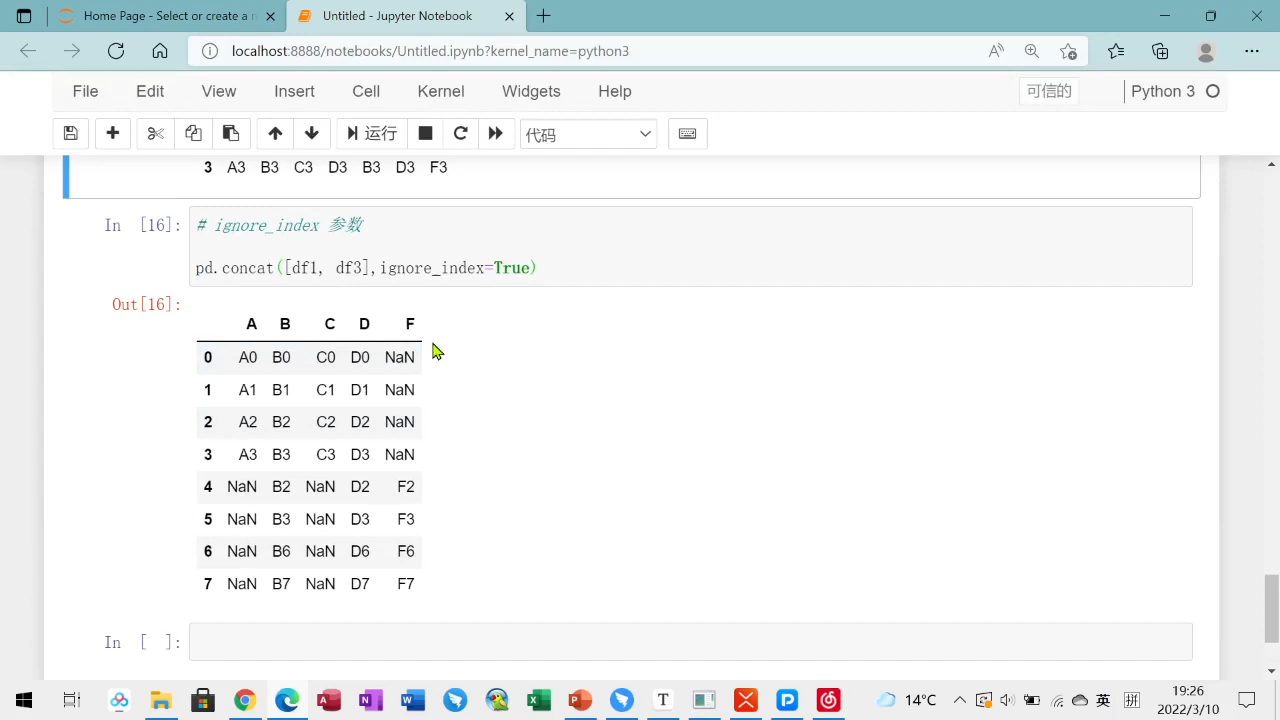 Home Page - Select or create a n
Untitled - Jupyter Notebook
localhost:8888/notebooks/Untitled.ipynb?kernel_name=python3
File Edit View Insert Cell Kernel Widgets Help 可信的 Python 3
运行 代码
3 A3 B3 C3 D3 B3 D3 F3
In [16]: # ignore_index 参数
pd.concat([df1, df3],ignore_index=True)
Out[16]:
A B C D F
0 A0 B0 C0 D0 NaN
1 A1 B1 C1 D1 NaN
2 A2 B2 C2 D2 NaN
3 A3 B3 C3 D3 NaN
4 NaN B2 NaN D2 F2
5 NaN B3 NaN D3 F3
6 NaN B6 NaN D6 F6
7 NaN B7 NaN D7 F7
In [ ]:
14°C 英 拼 19:26
2022/3/10